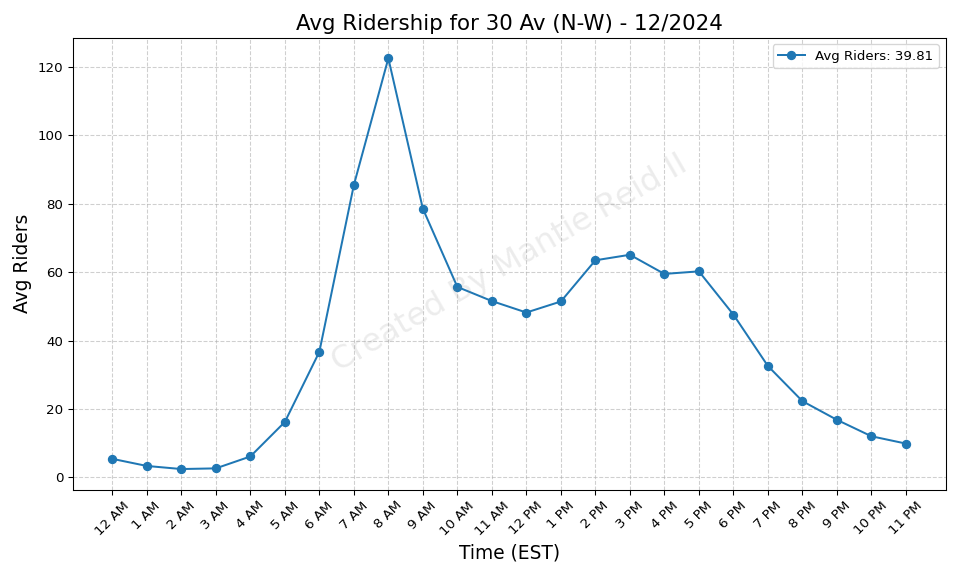 Avg Ridership for 30 Av (N-W) - 12/2024
Avg Riders: 39.81
120
100
80
60
40
20
0
Avg Riders
Created By Mantle Reid II
12 AM
1 AM
2 AM
3 AM
4 AM
5 AM
6 AM
7 AM
8 AM
9 AM
10 AM
11 AM
12 PM
1 PM
2 PM
3 PM
4 PM
5 PM
6 PM
7 PM
8 PM
9 PM
10 PM
11 PM
Time (EST)